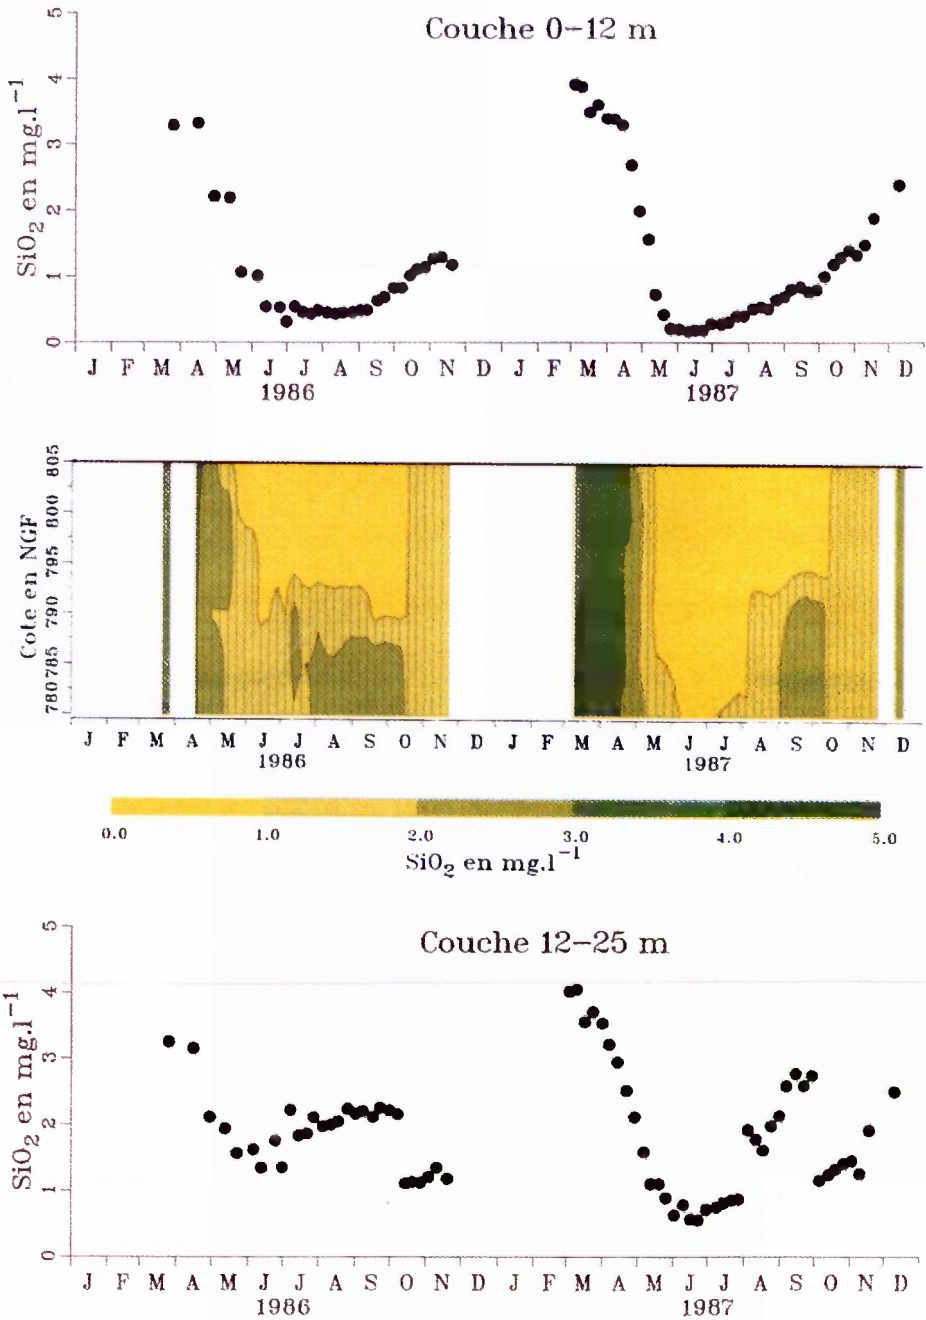 Couche 0–12 m
SiO₂ en mg.l⁻¹
5
4
3
2
1
0
J F M A M J J A S O N D J F M A M J J A S O N D
1986 1987
Cote en NGF
805
800
795
790
785
780
J F M A M J J A S O N D J F M A M J J A S O N D
1986 1987
0.0 1.0 2.0 3.0 4.0 5.0
SiO₂ en mg.l⁻¹
Couche 12–25 m
SiO₂ en mg.l⁻¹
5
4
3
2
1
0
J F M A M J J A S O N D J F M A M J J A S O N D
1986 1987